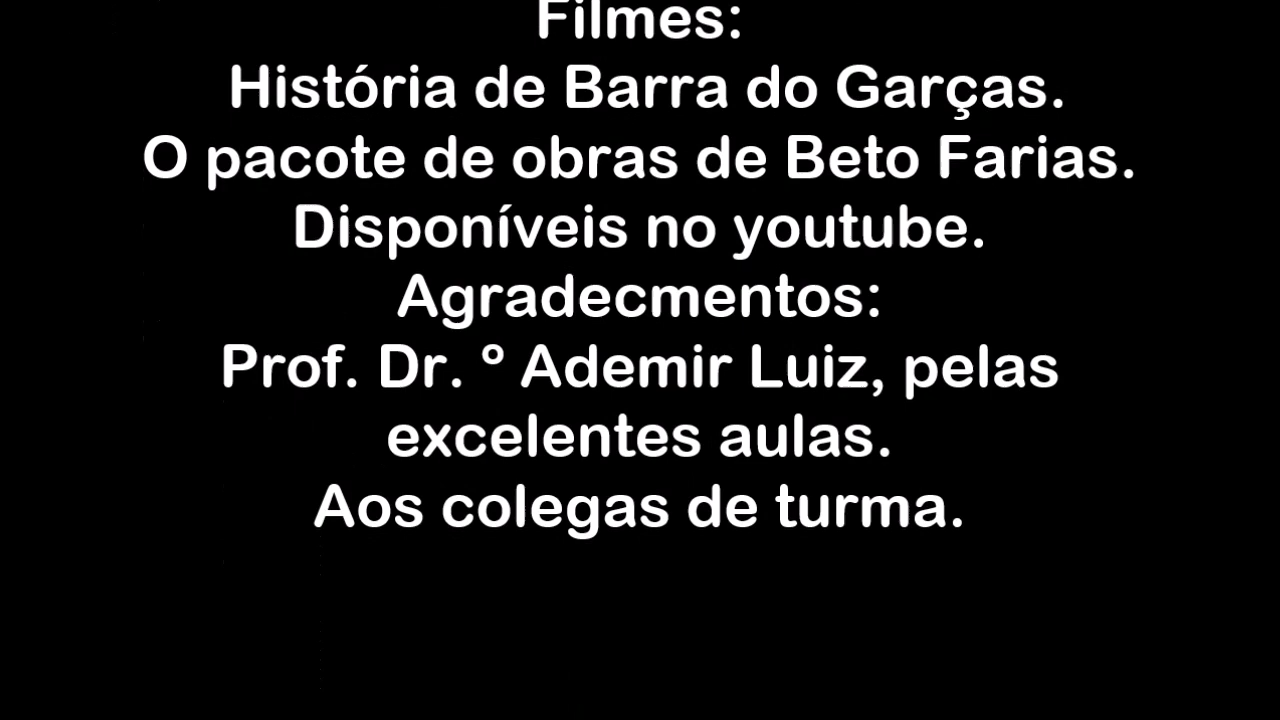 Filmes:
História de Barra do Garças.
O pacote de obras de Beto Farias.
Disponíveis no youtube.
Agradecmentos:
Prof. Dr. º Ademir Luiz, pelas
excelentes aulas.
Aos colegas de turma.